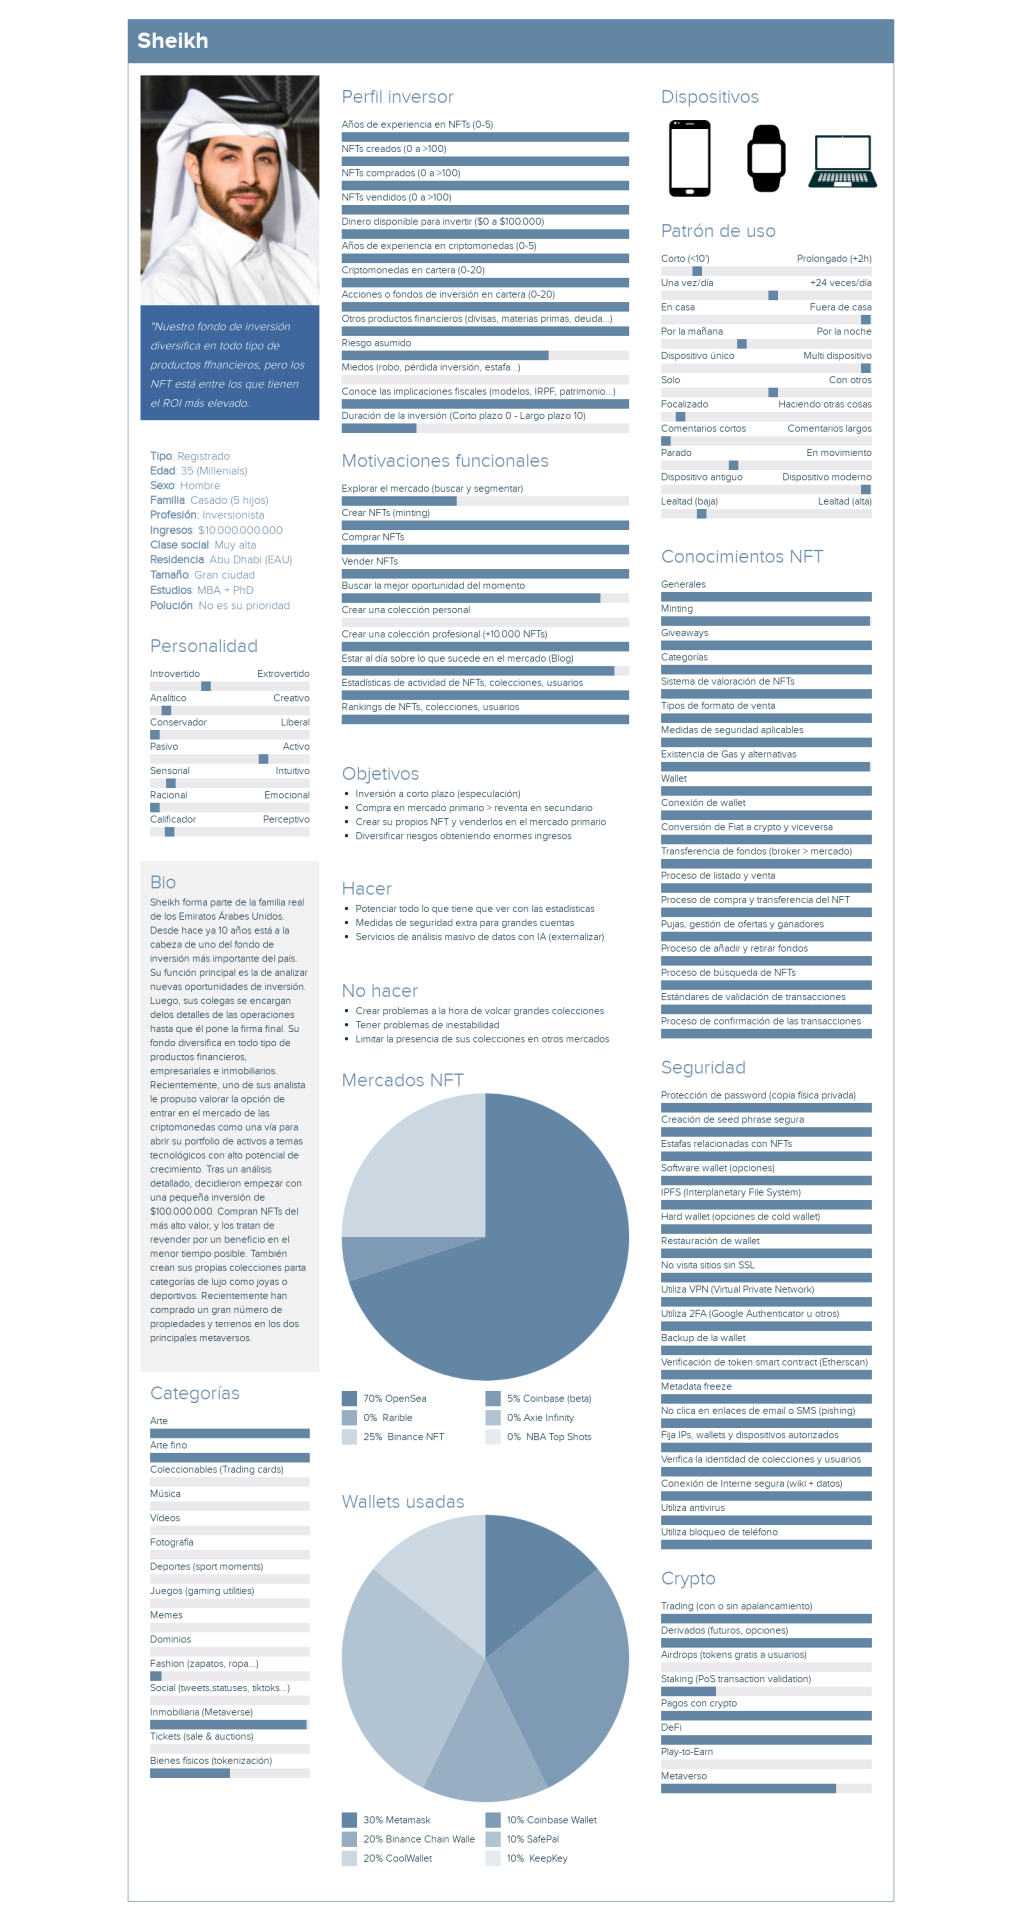 Sheikh
"Nuestro fondo de inversión
diversifica en todo tipo de
productos ffnancieros, pero los
NFT está entre los que tienen
el ROI más elevado.
Tipo: Registrado
Edad: 35 (Millenials)
Sexo: Hombre
Familia: Casado (5 hijos)
Profesión: Inversionista
Ingresos: $10.000.000.000
Clase social: Muy alta
Residencia: Abu Dhabi (EAU)
Tamaño: Gran ciudad
Estudios: MBA + PhD
Polución: No es su prioridad
Personalidad
Introvertido Extrovertido
Analítico Creativo
Conservador Liberal
Pasivo Activo
Sensorial Intuitivo
Racional Emocional
Calificador Perceptivo
Bio
Sheikh forma parte de la familia real
de los Emiratos Árabes Unidos.
Desde hace ya 10 años está a la
cabeza de uno del fondo de
inversión más importante del país.
Su función principal es la de analizar
nuevas oportunidades de inversión.
Luego, sus colegas se encargan
delos detalles de las operaciones
hasta que él pone la firma final. Su
fondo diversifica en todo tipo de
productos ffnancieros,
empresariales e inmobiliarios.
Recientemente, uno de sus analista
le propuso valorar la opción de
entrar en el mercado de las
criptomonedas como una vía para
abrir su portfolio de activos a temas
tecnológicos con alto potencial de
crecimiento. Tras un análisis
detallado, decidieron empezar con
una pequeña inversión de
$100.000.000. Compran NFTs del
más alto valor, y los tratan de
revender por un beneficio en el
menor tiempo posible. También
crean sus propias colecciones parta
categorías de lujo como joyas o
deportivos. Recientemente han
comprado un gran número de
propiedades y terrenos en los dos
principales metaversos.
Categorías
Arte
Arte fino
Coleccionables (Trading cards)
Música
Vídeos
Fotografía
Deportes (sport moments)
Juegos (gaming utilities)
Memes
Dominios
Fashion (zapatos, ropa...)
Social (tweets,statuses, tiktoks...)
Inmobiliaria (Metaverse)
Tickets (sale & auctions)
Bienes físicos (tokenización)
Perfil inversor
Años de experiencia en NFTs (0-5)
NFTs creados (0 a >100)
NFTs comprados (0 a >100)
NFTs vendidos (0 a >100)
Dinero disponible para invertir ($0 a $100.000)
Años de experiencia en criptomonedas (0-5)
Criptomonedas en cartera (0-20)
Acciones o fondos de inversión en cartera (0-20)
Otros productos financieros (divisas, materias primas, deuda...)
Riesgo asumido
Miedos (robo, pérdida inversión, estafa...)
Conoce las implicaciones fiscales (modelos, IRPF, patrimonio...)
Duración de la inversión (Corto plazo 0 - Largo plazo 10)
Motivaciones funcionales
Explorar el mercado (buscar y segmentar)
Crear NFTs (minting)
Comprar NFTs
Vender NFTs
Buscar la mejor oportunidad del momento
Crear una colección personal
Crear una colección profesional (+10.000 NFTs)
Estar al día sobre lo que sucede en el mercado (Blog)
Estadísticas de actividad de NFTs, colecciones, usuarios
Rankings de NFTs, colecciones, usuarios
Objetivos
• Inversión a corto plazo (especulación)
• Compra en mercado primario > reventa en secundario
• Crear su propios NFT y venderlos en el mercado primario
• Diversificar riesgos obteniendo enormes ingresos
Hacer
• Potenciar todo lo que tiene que ver con las estadísticas
• Medidas de seguridad extra para grandes cuentas
• Servicios de análisis masivo de datos con IA (externalizar)
No hacer
• Crear problemas a la hora de volcar grandes colecciones
• Tener problemas de inestabilidad
• Limitar la presencia de sus colecciones en otros mercados
Mercados NFT
70% OpenSea 5% Coinbase (beta)
0% Rarible 0% Axie Infinity
25% Binance NFT 0% NBA Top Shots
Wallets usadas
30% Metamask 10% Coinbase Wallet
20% Binance Chain Walle 10% SafePal
20% CoolWallet 10% KeepKey
Dispositivos
Patrón de uso
Corto (<10') Prolongado (+2h)
Una vez/día +24 veces/día
En casa Fuera de casa
Por la mañana Por la noche
Dispositivo único Multi dispositivo
Solo Con otros
Focalizado Haciendo otras cosas
Comentarios cortos Comentarios largos
Parado En movimiento
Dispositivo antiguo Dispositivo moderno
Lealtad (baja) Lealtad (alta)
Conocimientos NFT
Generales
Minting
Giveaways
Categorías
Sistema de valoración de NFTs
Tipos de formato de venta
Medidas de seguridad aplicables
Existencia de Gas y alternativas
Wallet
Conexión de wallet
Conversión de Fiat a crypto y viceversa
Transferencia de fondos (broker > mercado)
Proceso de listado y venta
Proceso de compra y transferencia del NFT
Pujas, gestión de ofertas y ganadores
Proceso de añadir y retirar fondos
Proceso de búsqueda de NFTs
Estándares de validación de transacciones
Proceso de confirmación de las transacciones
Seguridad
Protección de password (copia física privada)
Creación de seed phrase segura
Estafas relacionadas con NFTs
Software wallet (opciones)
IPFS (Interplanetary File System)
Hard wallet (opciones de cold wallet)
Restauración de wallet
No visita sitios sin SSL
Utiliza VPN (Virtual Private Network)
Utiliza 2FA (Google Authenticator u otros)
Backup de la wallet
Verificación de token smart contract (Etherscan)
Metadata freeze
No clica en enlaces de email o SMS (pishing)
Fija IPs, wallets y dispositivos autorizados
Verifica la identidad de colecciones y usuarios
Conexión de Interne segura (wiki + datos)
Utiliza antivirus
Utiliza bloqueo de teléfono
Crypto
Trading (con o sin apalancamiento)
Derivados (futuros, opciones)
Airdrops (tokens gratis a usuarios)
Staking (PoS transaction validation)
Pagos con crypto
DeFi
Play-to-Earn
Metaverso